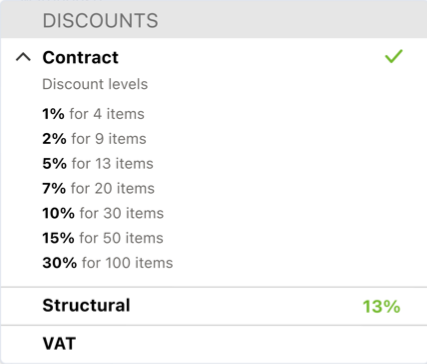 DISCOUNTS
Contract
Discount levels
1% for 4 items
2% for 9 items
5% for 13 items
7% for 20 items
10% for 30 items
15% for 50 items
30% for 100 items
Structural 13%
VAT